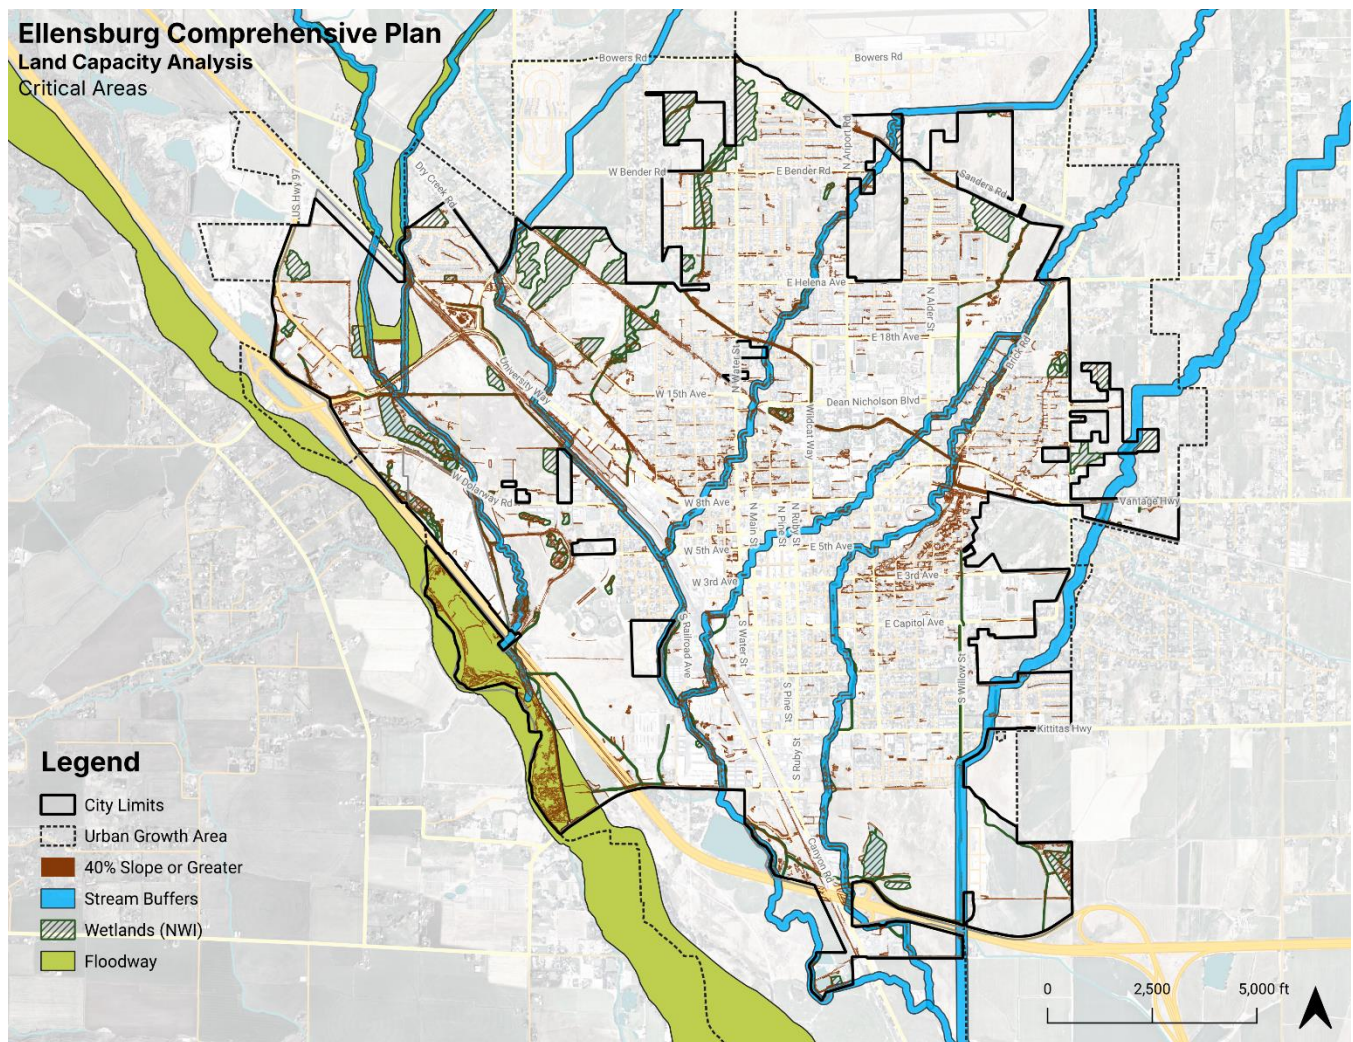 Ellensburg Comprehensive Plan
Land Capacity Analysis
Critical Areas
Bowers Rd
Bowers Rd
N Airport Rd
W Bender Rd
E Bender Rd
Dry Creek Rd
US Hwy 97
Sanders Rd
E Helena Ave
N Alder St
E 18th Ave
Brick Rd
N Water St
University Way
W 15th Ave
Dean Nicholson Blvd
Wildcat Way
W Dolarway Rd
W 8th Ave
Vantage Hwy
N Main St
N Pine St
N Ruby St
W 5th Ave
E 5th Ave
W 3rd Ave
E 3rd Ave
S Railroad Ave
S Water St
E Capitol Ave
S Willow St
S Pine St
Kittitas Hwy
S Ruby St
Canyon Rd
Legend
City Limits
Urban Growth Area
40% Slope or Greater
Stream Buffers
Wetlands (NWI)
Floodway
0 2,500 5,000 ft